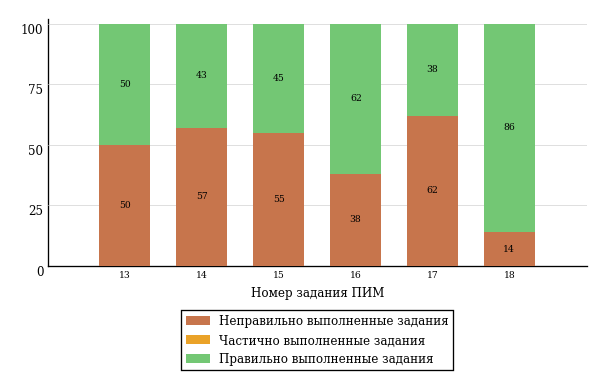 100
75
50
25
0
50 43 45 62 38 86
50 57 55 38 62 14
13 14 15 16 17 18
Номер задания ПИМ
Неправильно выполненные задания
Частично выполненные задания
Правильно выполненные задания